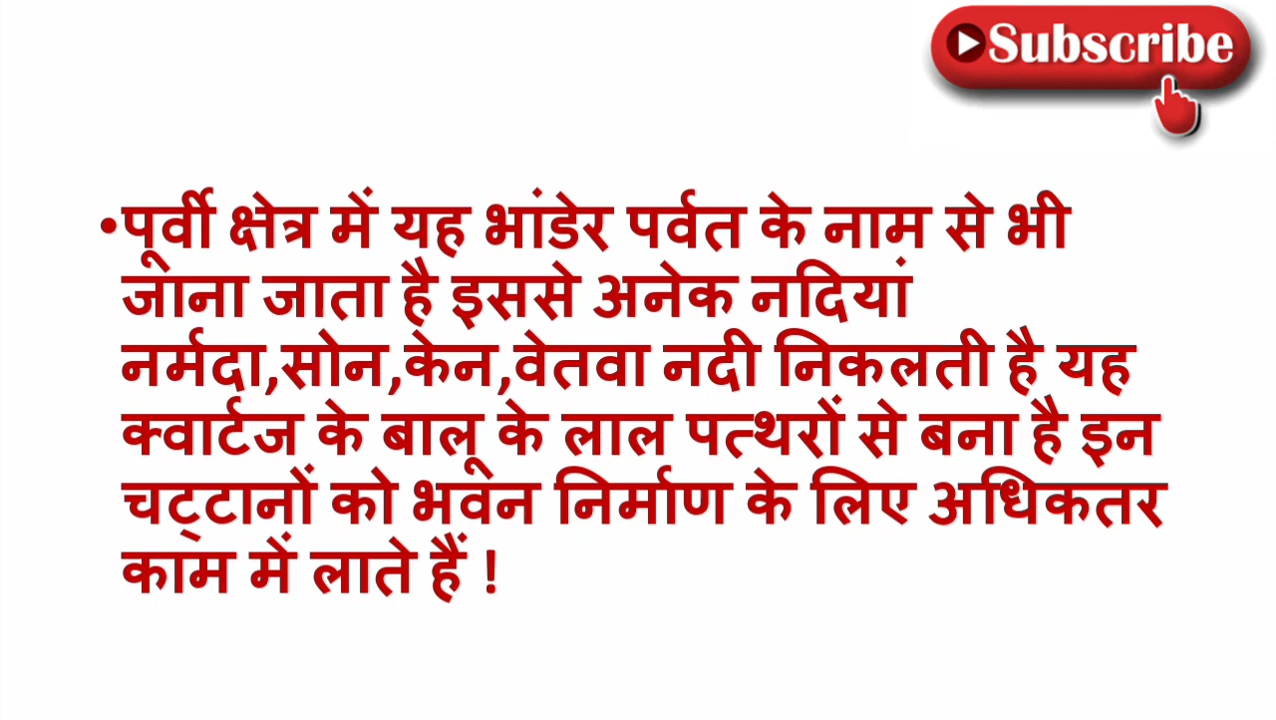 Subscribe
•पूर्वी क्षेत्र में यह भांडेर पर्वत के नाम से भी
जाना जाता है इससे अनेक नदियां
नर्मदा,सोन,केन,वेतवा नदी निकलती है यह
क्वार्टज के बालू के लाल पत्थरों से बना है इन
चट्टानों को भवन निर्माण के लिए अधिकतर
काम में लाते हैं !